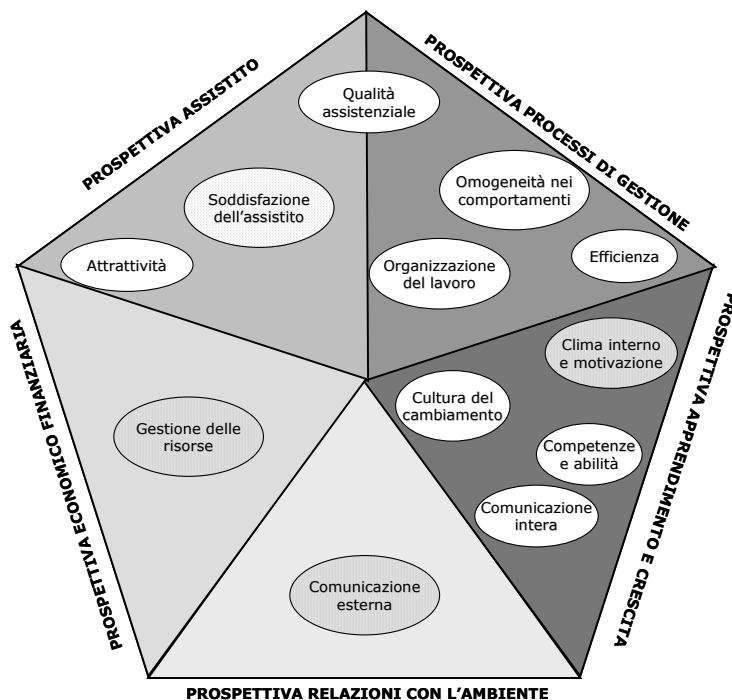 PROSPETTIVA ASSISTITO
PROSPETTIVA PROCESSI DI GESTIONE
Qualità
assistenziale
Omogeneità nei
comportamenti
Soddisfazione
dell'assistito
Attrattività
Organizzazione
del lavoro
Efficienza
PROSPETTIVA ECONOMICO FINANZIARIA
PROSPETTIVA APPRENDIMENTO E CRESCITA
Clima interno
e motivazione
Cultura del
cambiamento
Gestione delle
risorse
Competenze
e abilità
Comunicazione
intera
Comunicazione
esterna
PROSPETTIVA RELAZIONI CON L'AMBIENTE